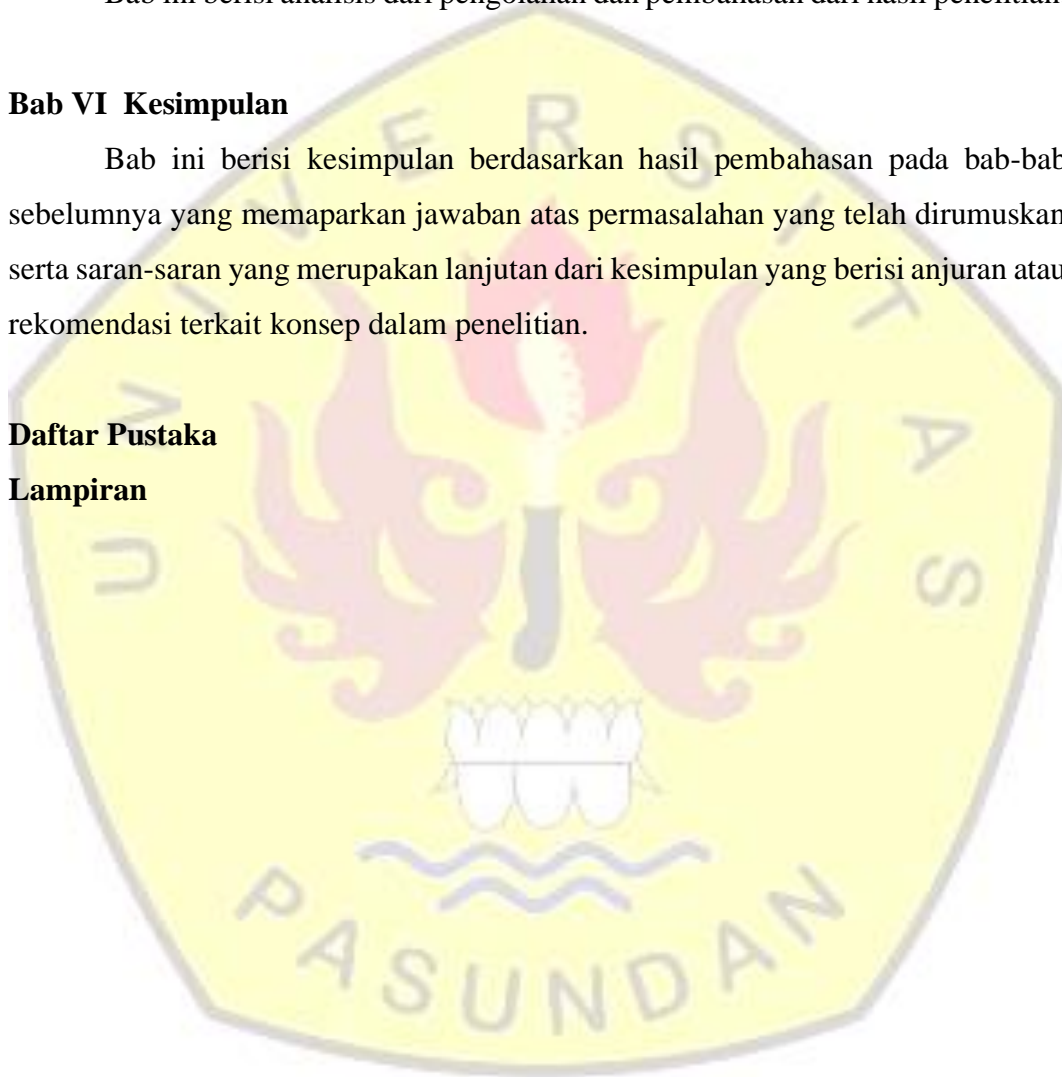 Bab ini berisi analisis dari pengolahan dan pembahasan dari hasil penelitian
Bab VI Kesimpulan
Bab ini berisi kesimpulan berdasarkan hasil pembahasan pada bab-bab
sebelumnya yang memaparkan jawaban atas permasalahan yang telah dirumuskan
serta saran-saran yang merupakan lanjutan dari kesimpulan yang berisi anjuran atau
rekomendasi terkait konsep dalam penelitian.
Daftar Pustaka
Lampiran
UNIVERSITAS
PASUNDAN